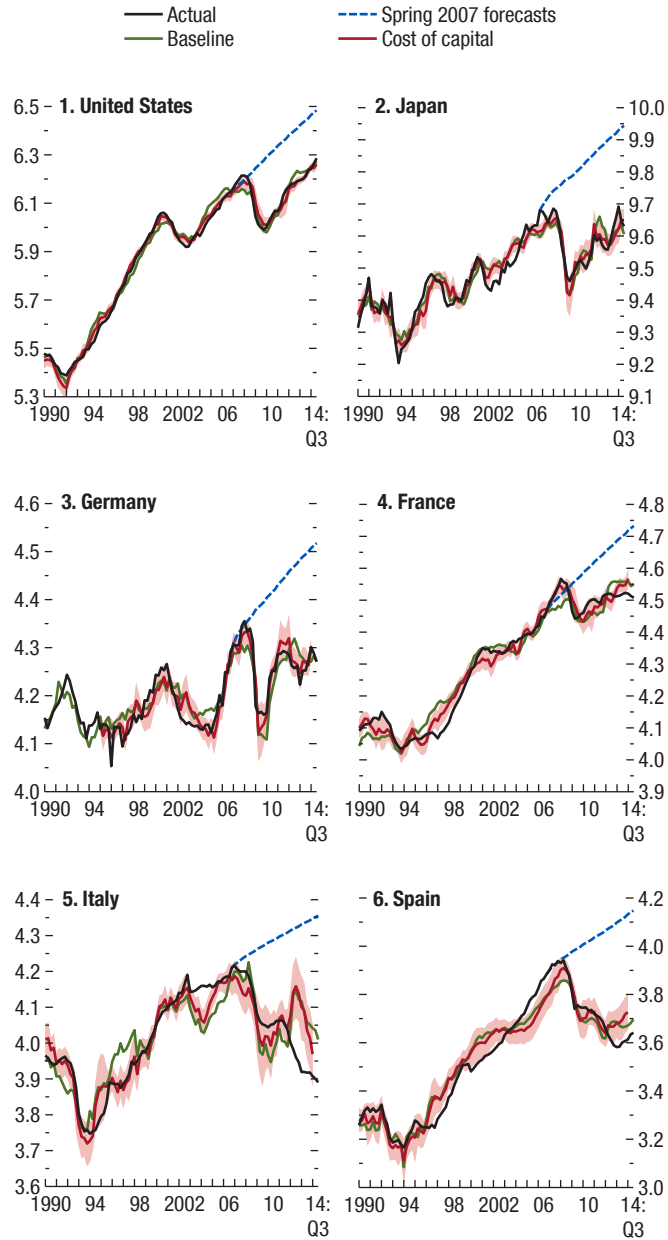 Actual
Spring 2007 forecasts
Baseline
Cost of capital
1. United States
6.5
6.3
6.1
5.9
5.7
5.5
5.3
1990 94 98 2002 06 10 14:
Q3
2. Japan
10.0
9.9
9.8
9.7
9.6
9.5
9.4
9.3
9.2
9.1
1990 94 98 2002 06 10 14:
Q3
3. Germany
4.6
4.5
4.4
4.3
4.2
4.1
4.0
1990 94 98 2002 06 10 14:
Q3
4. France
4.8
4.7
4.6
4.5
4.4
4.3
4.2
4.1
4.0
3.9
1990 94 98 2002 06 10 14:
Q3
5. Italy
4.4
4.3
4.2
4.1
4.0
3.9
3.8
3.7
3.6
1990 94 98 2002 06 10 14:
Q3
6. Spain
4.2
4.0
3.8
3.6
3.4
3.2
3.0
1990 94 98 2002 06 10 14:
Q3